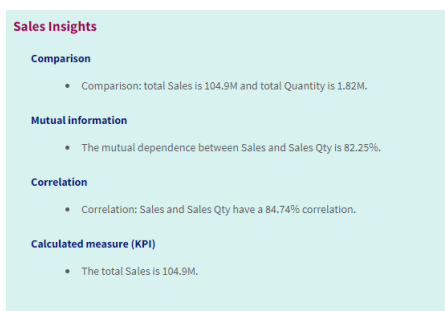 Sales Insights
Comparison
• Comparison: total Sales is 104.9M and total Quantity is 1.82M.
Mutual information
• The mutual dependence between Sales and Sales Qty is 82.25%.
Correlation
• Correlation: Sales and Sales Qty have a 84.74% correlation.
Calculated measure (KPI)
• The total Sales is 104.9M.